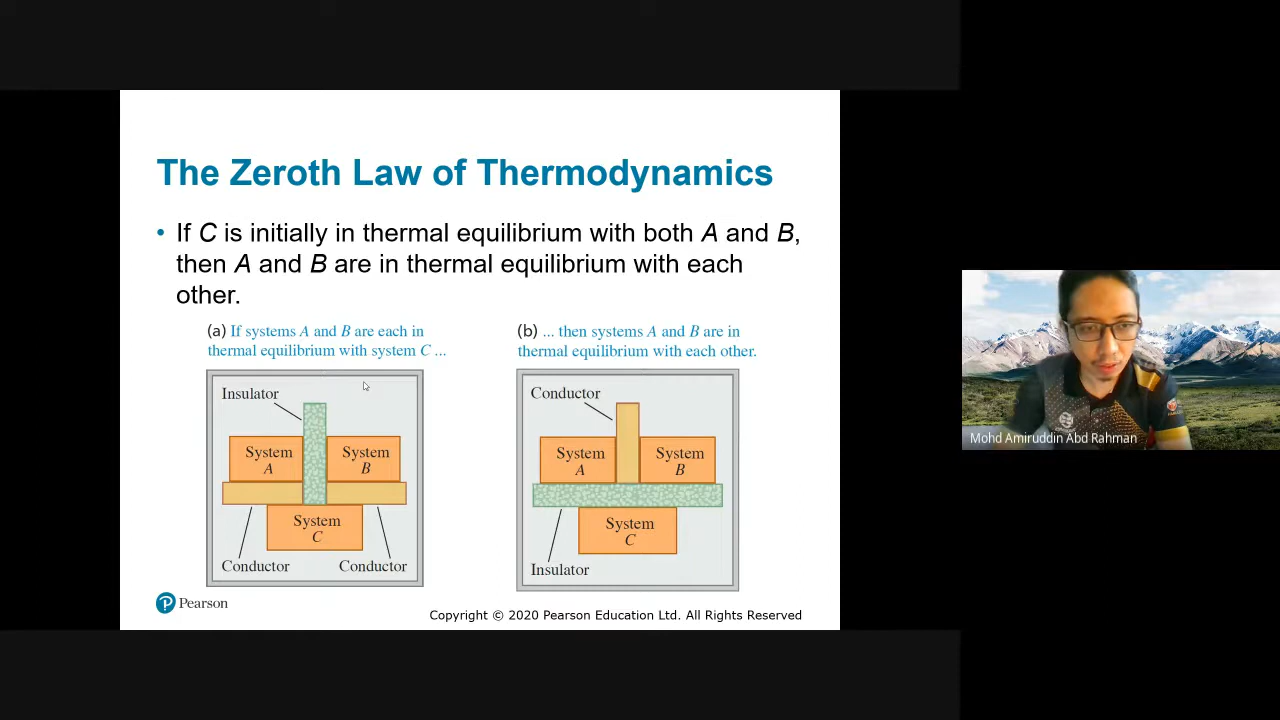 The Zeroth Law of Thermodynamics
• If C is initially in thermal equilibrium with both A and B,
then A and B are in thermal equilibrium with each
other.
(a) If systems A and B are each in
thermal equilibrium with system C ...
Insulator
System
A
System
B
System
C
Conductor
Conductor
(b) ... then systems A and B are in
thermal equilibrium with each other.
Conductor
System
A
System
B
System
C
Insulator
P Pearson
Copyright © 2020 Pearson Education Ltd. All Rights Reserved
Mohd Amiruddin Abd Rahman